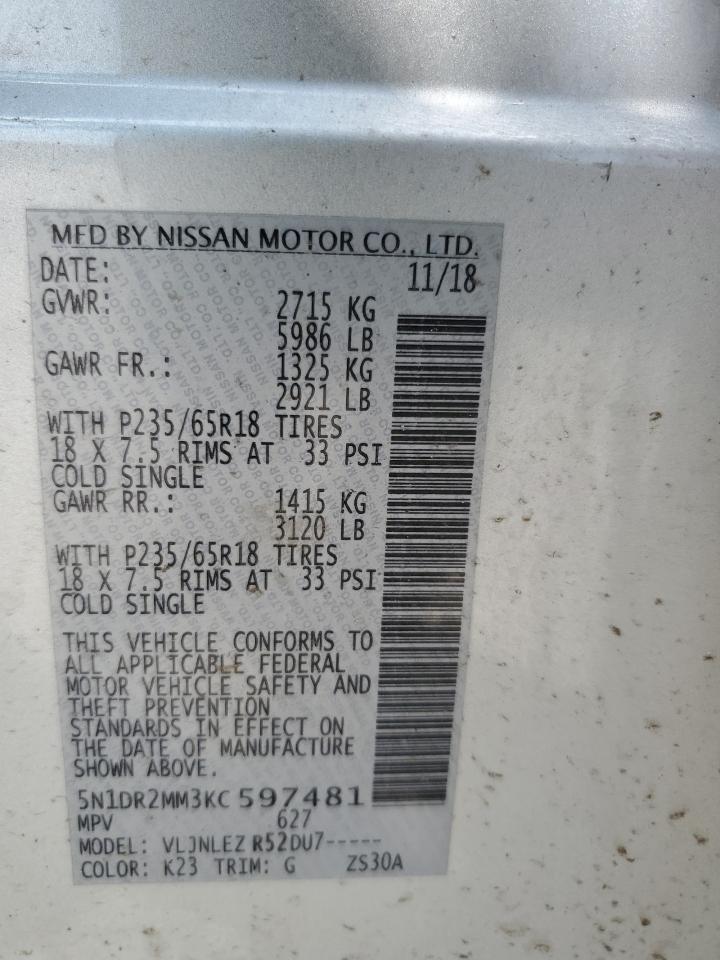 MFD BY NISSAN MOTOR CO., LTD.
DATE: 11/18
GVWR: 2715 KG
5986 LB
GAWR FR.: 1325 KG
2921 LB
WITH P235/65R18 TIRES
18 X 7.5 RIMS AT 33 PSI
COLD SINGLE
GAWR RR.: 1415 KG
3120 LB
WITH P235/65R18 TIRES
18 X 7.5 RIMS AT 33 PSI
COLD SINGLE
THIS VEHICLE CONFORMS TO
ALL APPLICABLE FEDERAL
MOTOR VEHICLE SAFETY AND
THEFT PREVENTION
STANDARDS IN EFFECT ON
THE DATE OF MANUFACTURE
SHOWN ABOVE.
5N1DR2MM3KC597481
MPV 627
MODEL: VLJNLEZ R52DU7-----
COLOR: K23 TRIM: G ZS30A